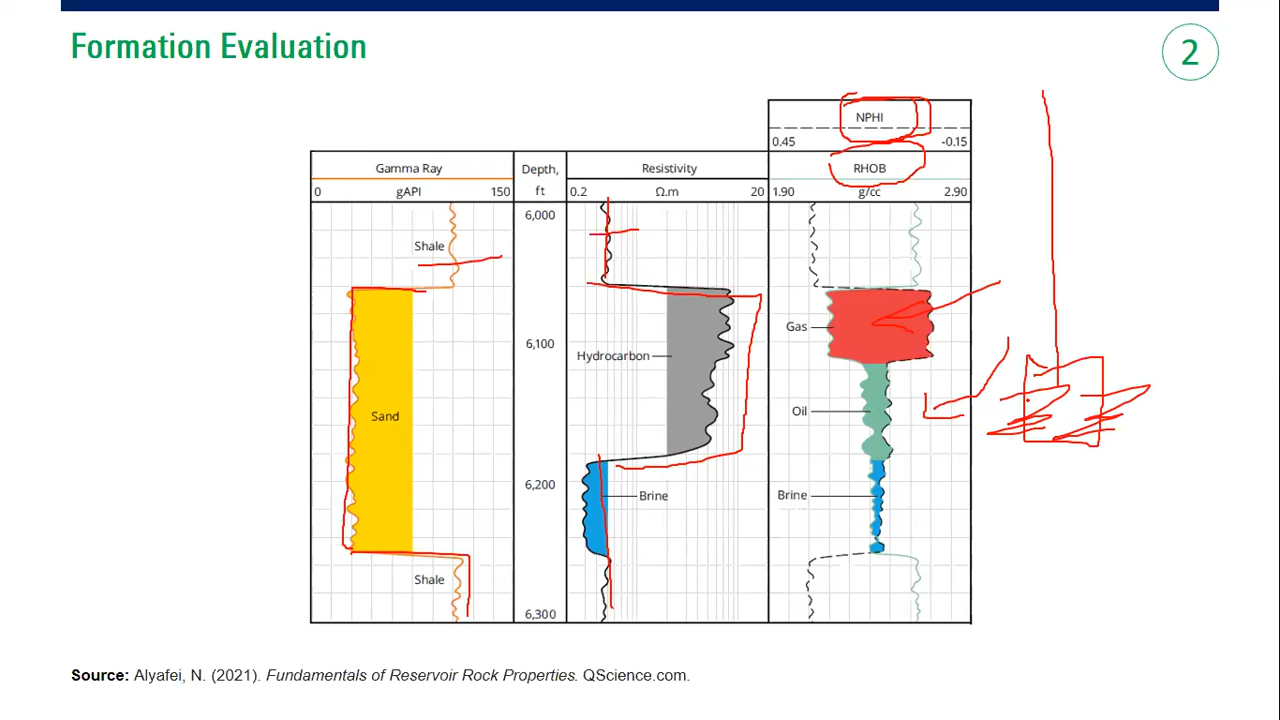 Formation Evaluation
2
NPHI
0.45 -0.15
Gamma Ray Depth, Resistivity RHOB
0 gAPI 150 ft 0.2 Ω.m 20 1.90 g/cc 2.90
6,000
Shale
Gas
6,100
Hydrocarbon
Sand
Oil
6,200
Brine
Brine
Shale
6,300
Source: Alyafei, N. (2021). Fundamentals of Reservoir Rock Properties. QScience.com.